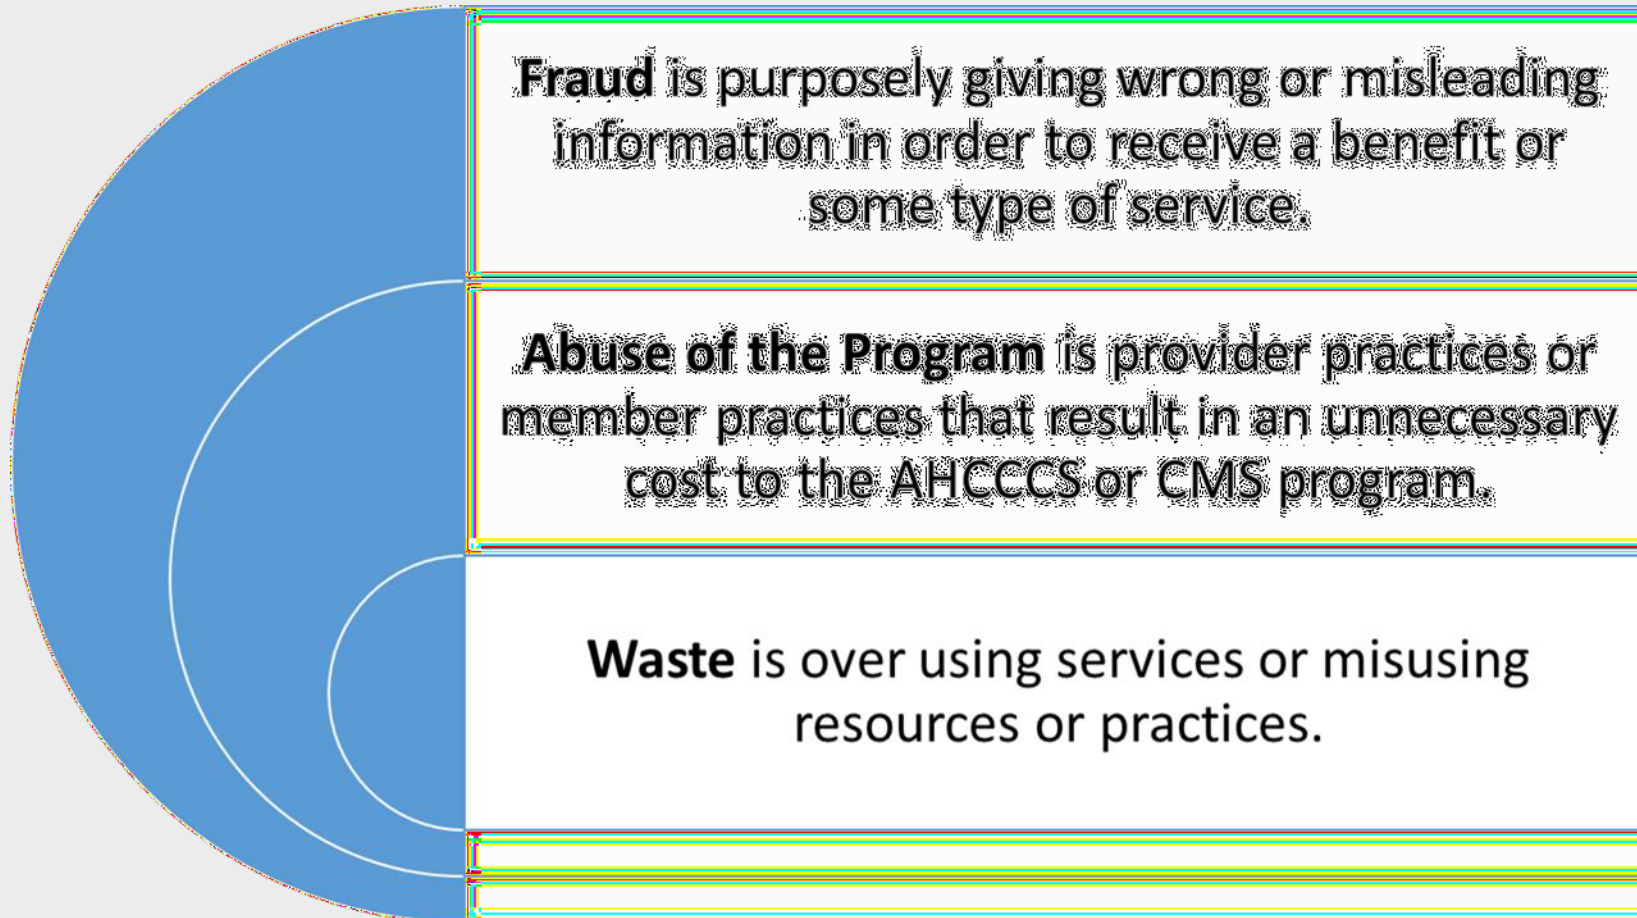 Fraud is purposely giving wrong or misleading
information in order to receive a benefit or
some type of service.
Abuse of the Program is provider practices or
member practices that result in an unnecessary
cost to the AHCCCS or CMS program.
Waste is over using services or misusing
resources or practices.